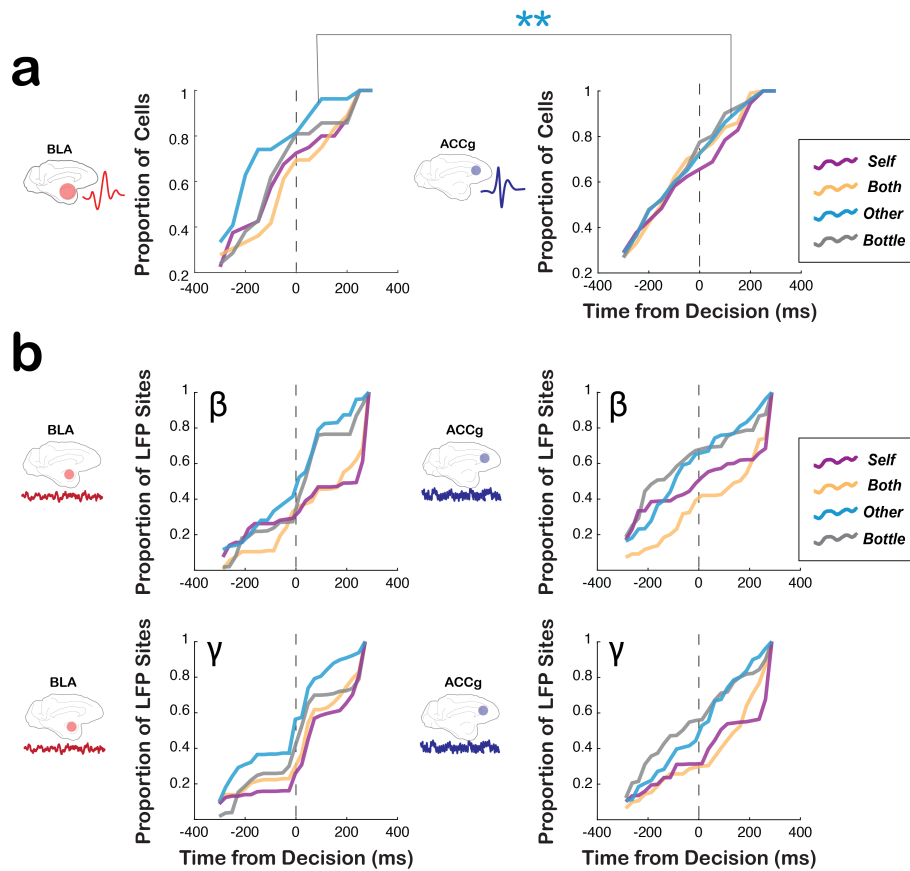 **
a
BLA
Proportion of Cells
1
0.8
0.6
0.4
0.2
-400 -200 0 200 400
ACCg
Proportion of Cells
1
0.8
0.6
0.4
0.2
-400 -200 0 200 400
Time from Decision (ms)
Self
Both
Other
Bottle
b
BLA
Proportion of LFP Sites
β
1
0.8
0.6
0.4
0.2
0
-400 -200 0 200 400
ACCg
Proportion of LFP Sites
β
1
0.8
0.6
0.4
0.2
0
-400 -200 0 200 400
Self
Both
Other
Bottle
BLA
Proportion of LFP Sites
γ
1
0.8
0.6
0.4
0.2
-400 -200 0 200 400
Time from Decision (ms)
ACCg
Proportion of LFP Sites
γ
1
0.8
0.6
0.4
0.2
-400 -200 0 200 400
Time from Decision (ms)